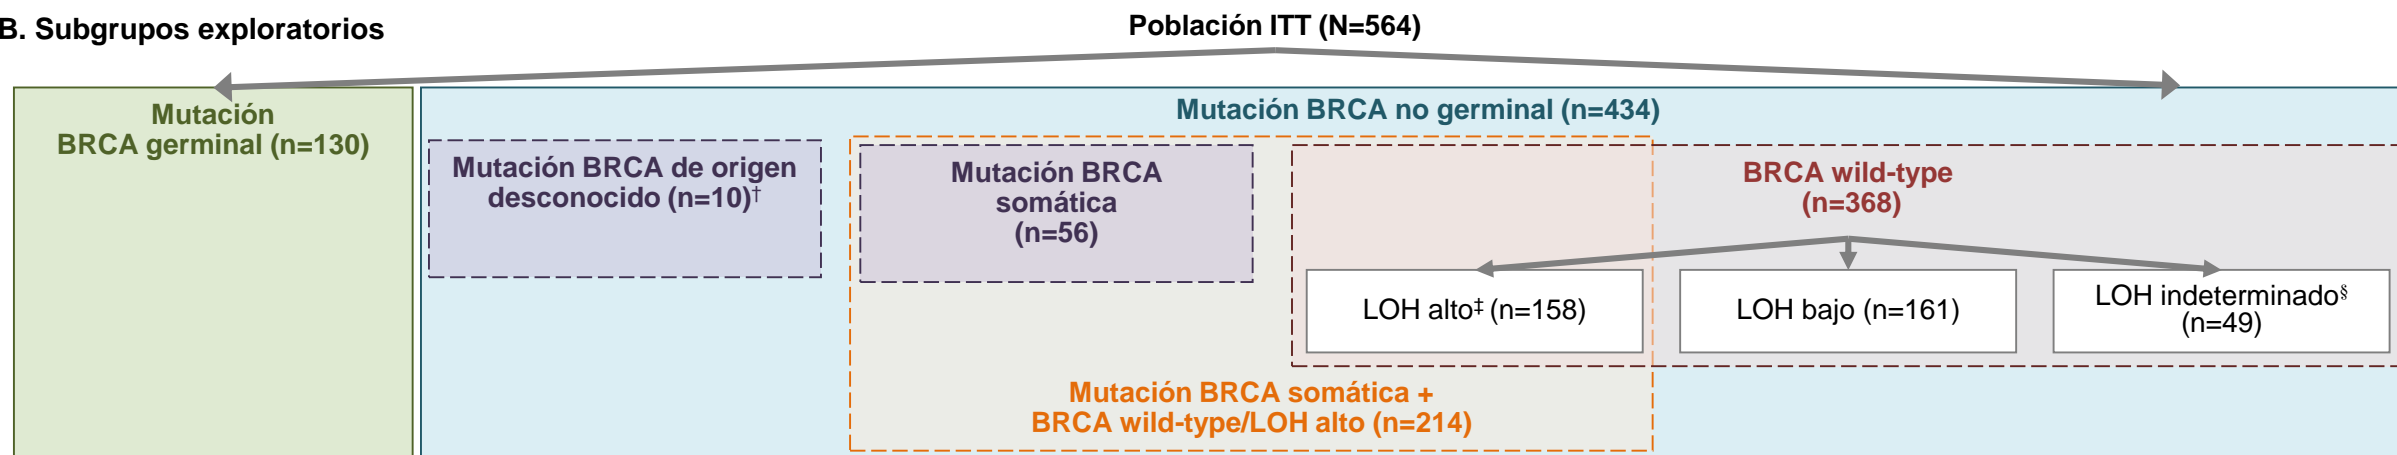 B. Subgrupos exploratorios
Población ITT (N=564)
Mutación
BRCA germinal (n=130)
Mutación BRCA no germinal (n=434)
Mutación BRCA de origen
desconocido (n=10)†
Mutación BRCA
somática
(n=56)
BRCA wild-type
(n=368)
LOH alto‡ (n=158)
LOH bajo (n=161)
LOH indeterminado§
(n=49)
Mutación BRCA somática +
BRCA wild-type/LOH alto (n=214)